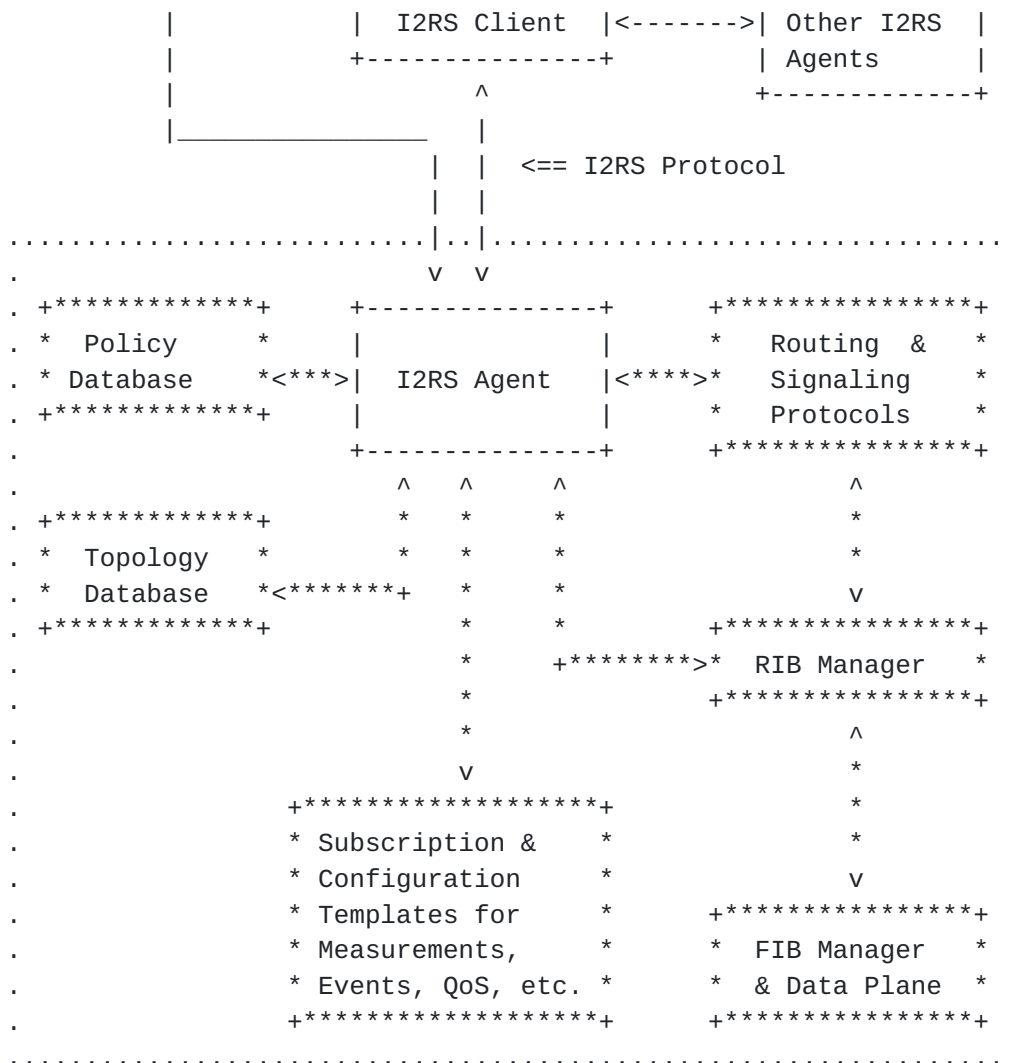 I2RS Client |<------->| Other I2RS
Agents
<== I2RS Protocol
Policy
Database
I2RS Agent
Routing &
Signaling
Protocols
Topology
Database
RIB Manager
Subscription &
Configuration
Templates for
Measurements,
Events, QoS, etc.
FIB Manager
& Data Plane